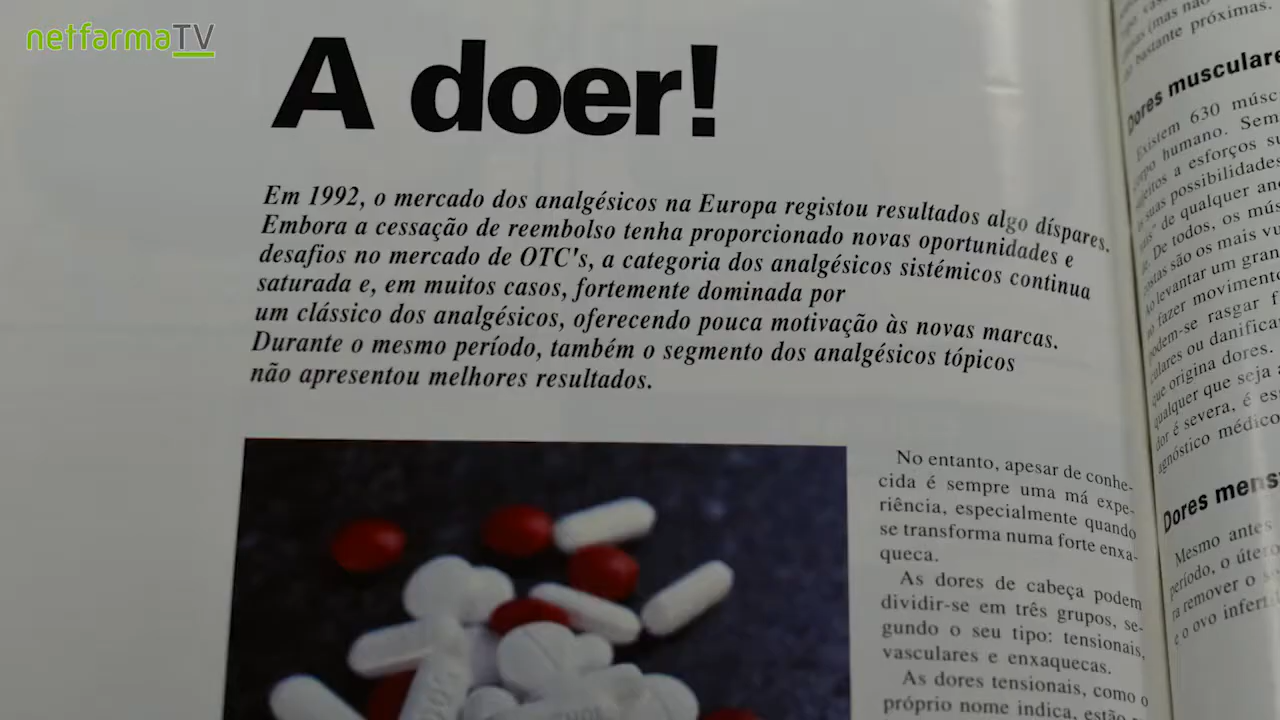 netfarmaTV
A doer!
Em 1992, o mercado dos analgésicos na Europa registou resultados algo díspares.
Embora a cessação de reembolso tenha proporcionado novas oportunidades e
desafios no mercado de OTC's, a categoria dos analgésicos sistémicos continua
saturada e, em muitos casos, fortemente dominada por
um clássico dos analgésicos, oferecendo pouca motivação às novas marcas.
Durante o mesmo período, também o segmento dos analgésicos tópicos
não apresentou melhores resultados.
No entanto, apesar de conhe-
cida é sempre uma má expe-
riência, especialmente quando
se transforma numa forte enxa-
queca.
As dores de cabeça podem
dividir-se em três grupos, se-
gundo o seu tipo: tensionais,
vasculares e enxaquecas.
As dores tensionais, como o
próprio nome indica, estão
(mas não
bastante próximas.
Dores musculare
Existem 630 músc
humano. Sem
a esforços su
suas possibilidades
de qualquer
De todos, os mús
são os mais vu
levantar um gran
fazer movimento
podem-se rasgar f
culares ou danificar
que origina dores.
qualquer que seja a
dor é severa, é es
agnóstico médico
Dores mens
Mesmo antes
período, o úter
ra remover o
e o ovo infert